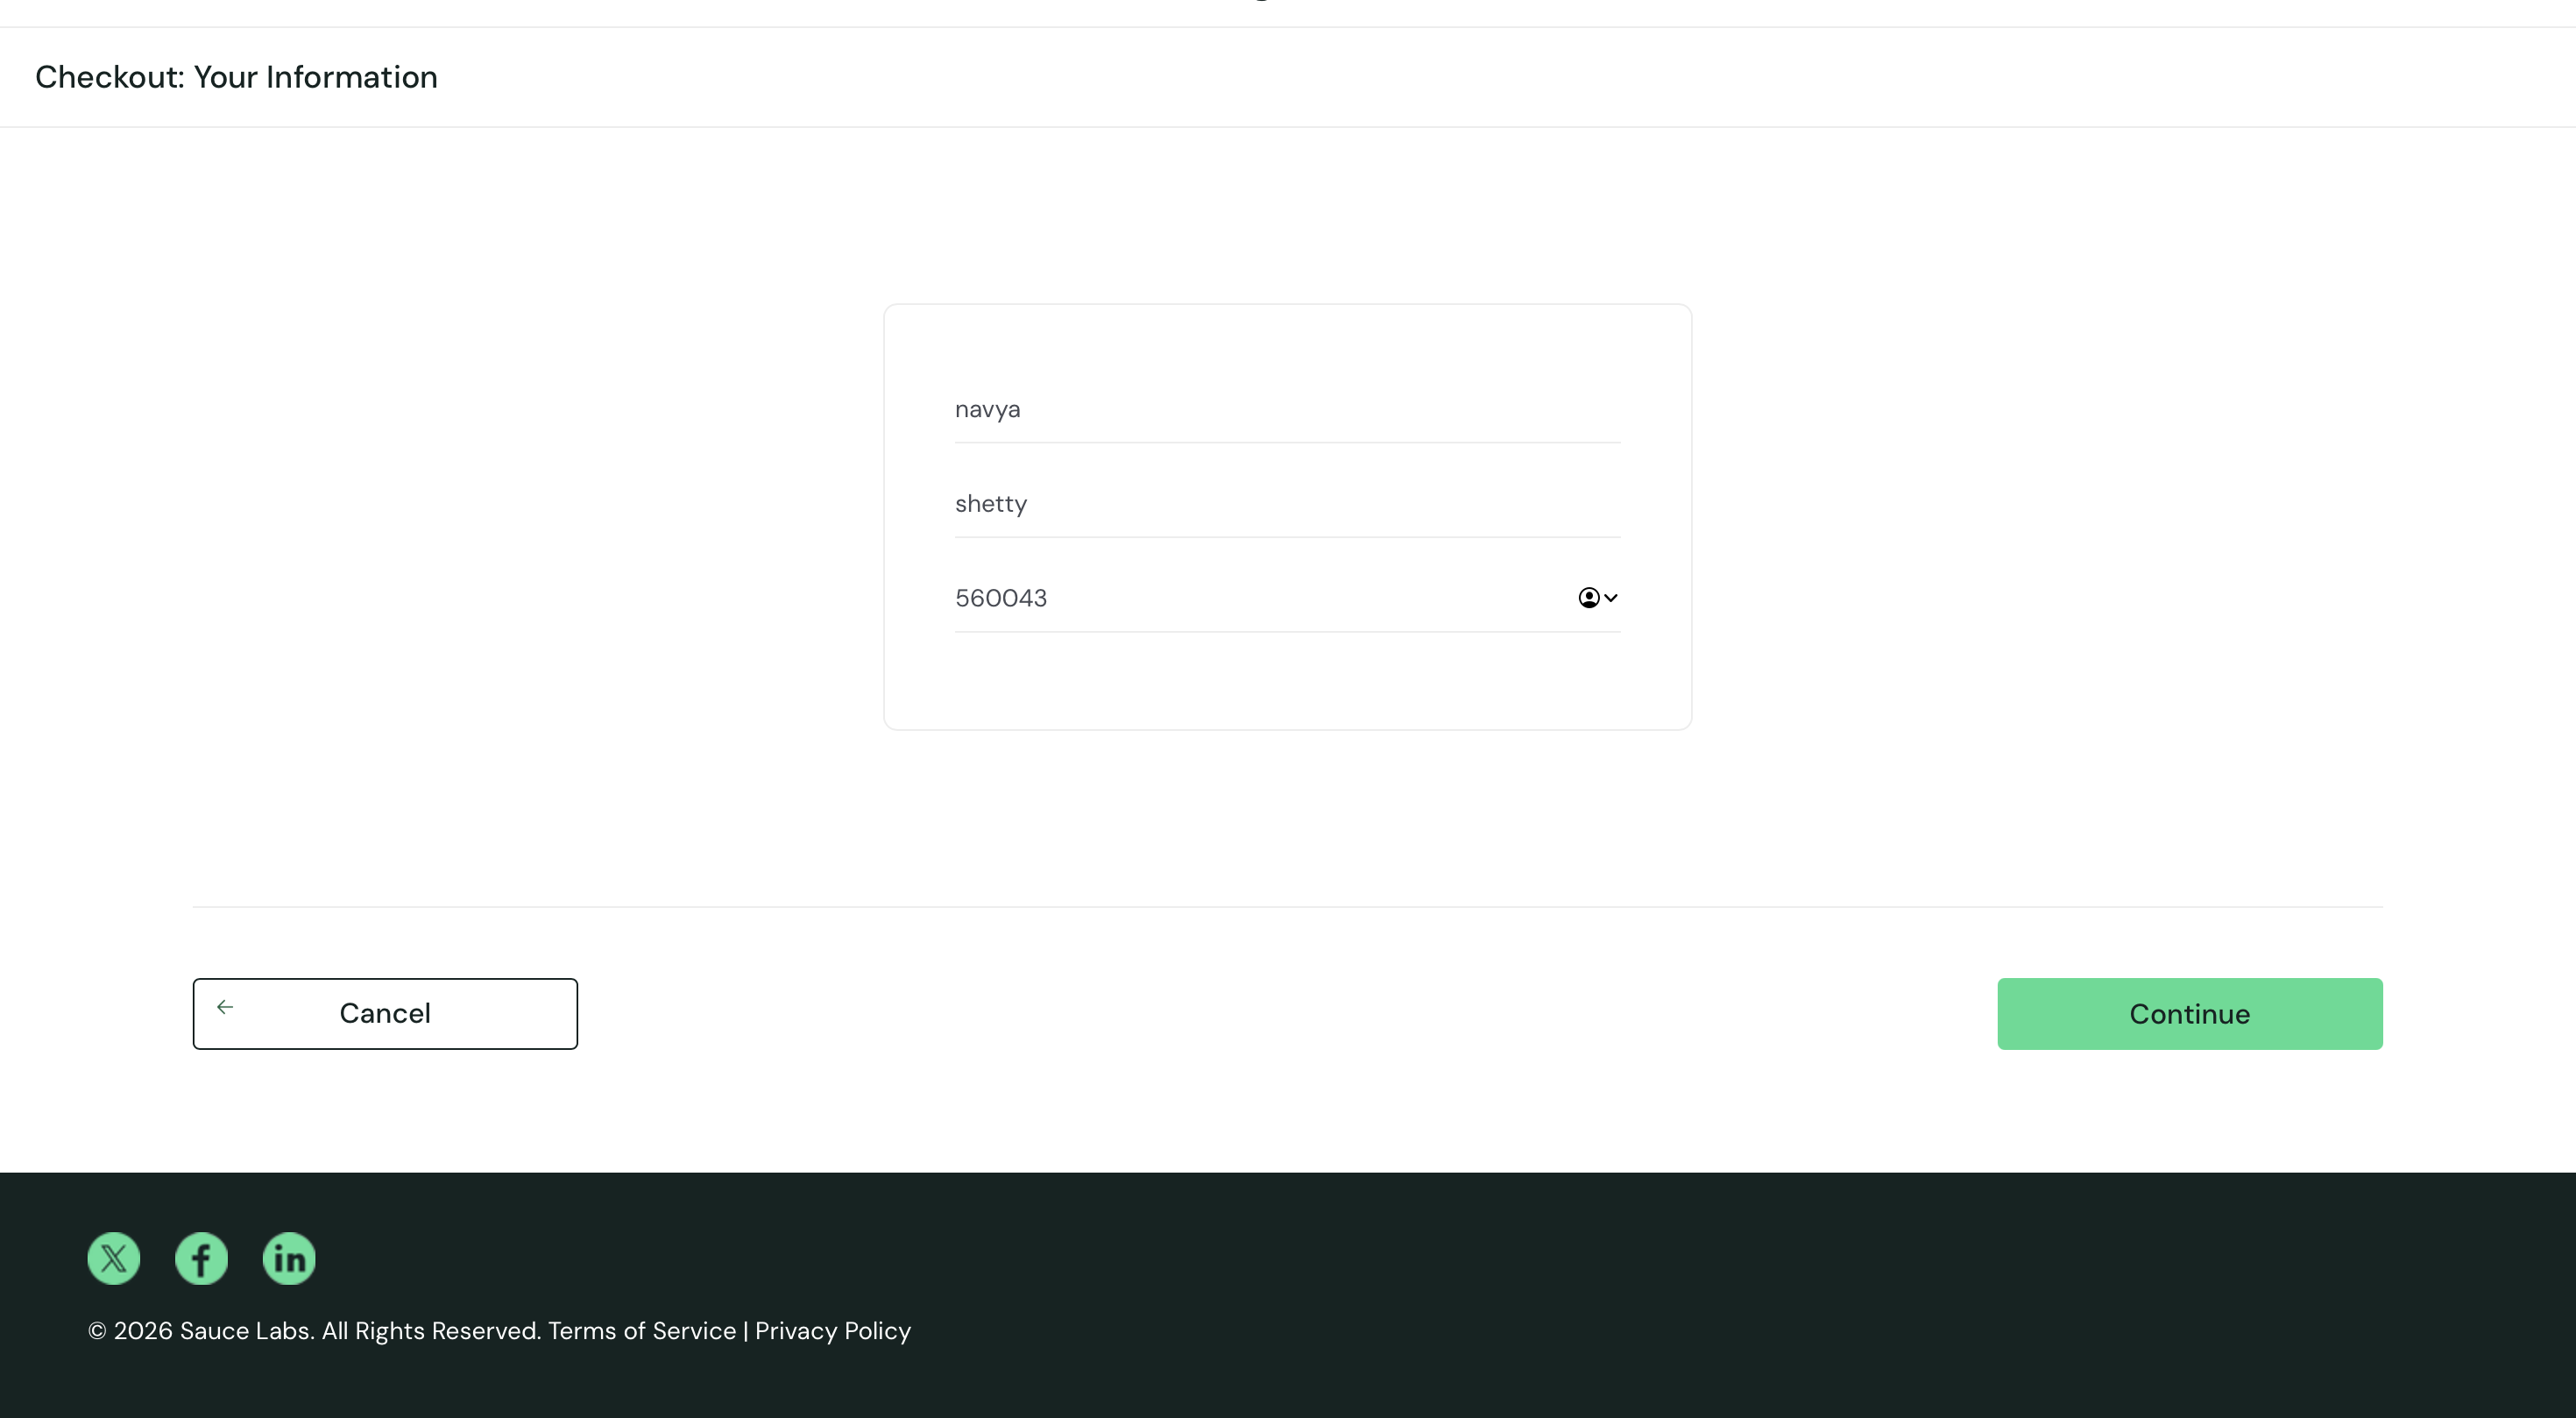 Checkout: Your Information
navya
shetty
560043
Cancel
Continue
© 2026 Sauce Labs. All Rights Reserved. Terms of Service | Privacy Policy